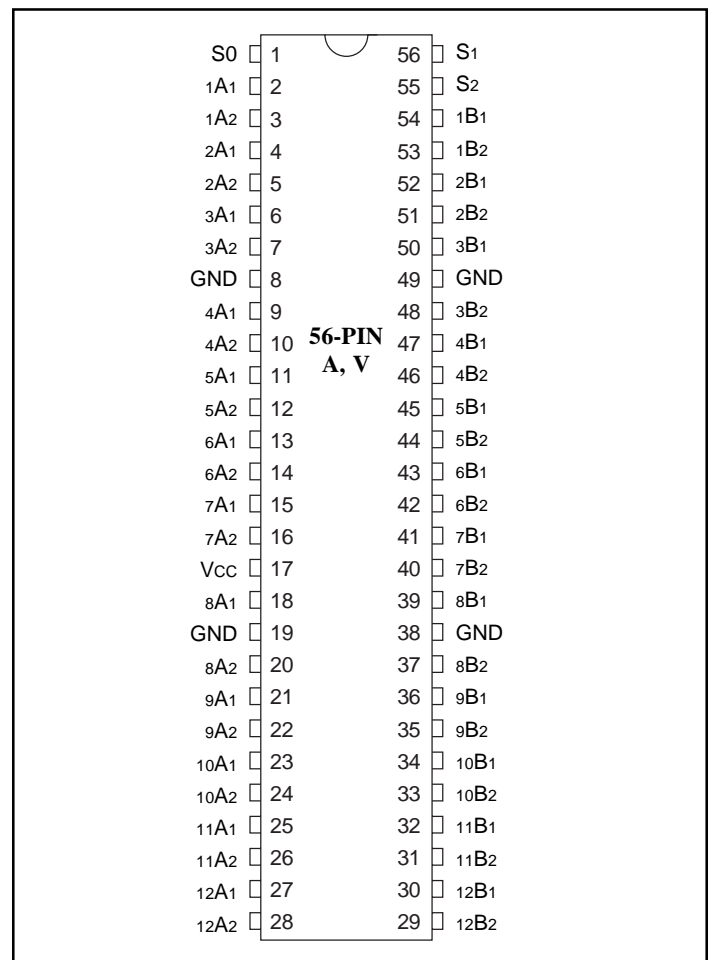 S0 1 56 S1
1A1 2 55 S2
1A2 3 54 1B1
2A1 4 53 1B2
2A2 5 52 2B1
3A1 6 51 2B2
3A2 7 50 3B1
GND 8 49 GND
4A1 9 48 3B2
4A2 10 56-PIN 47 4B1
5A1 11 A, V 46 4B2
5A2 12 45 5B1
6A1 13 44 5B2
6A2 14 43 6B1
7A1 15 42 6B2
7A2 16 41 7B1
VCC 17 40 7B2
8A1 18 39 8B1
GND 19 38 GND
8A2 20 37 8B2
9A1 21 36 9B1
9A2 22 35 9B2
10A1 23 34 10B1
10A2 24 33 10B2
11A1 25 32 11B1
11A2 26 31 11B2
12A1 27 30 12B1
12A2 28 29 12B2